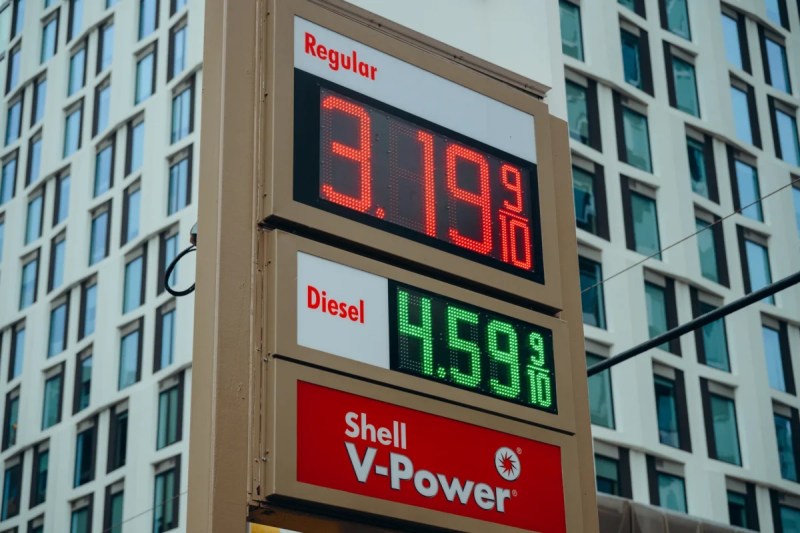 Regular
3.19 9/10
Diesel
4.59 9/10
Shell
V-Power